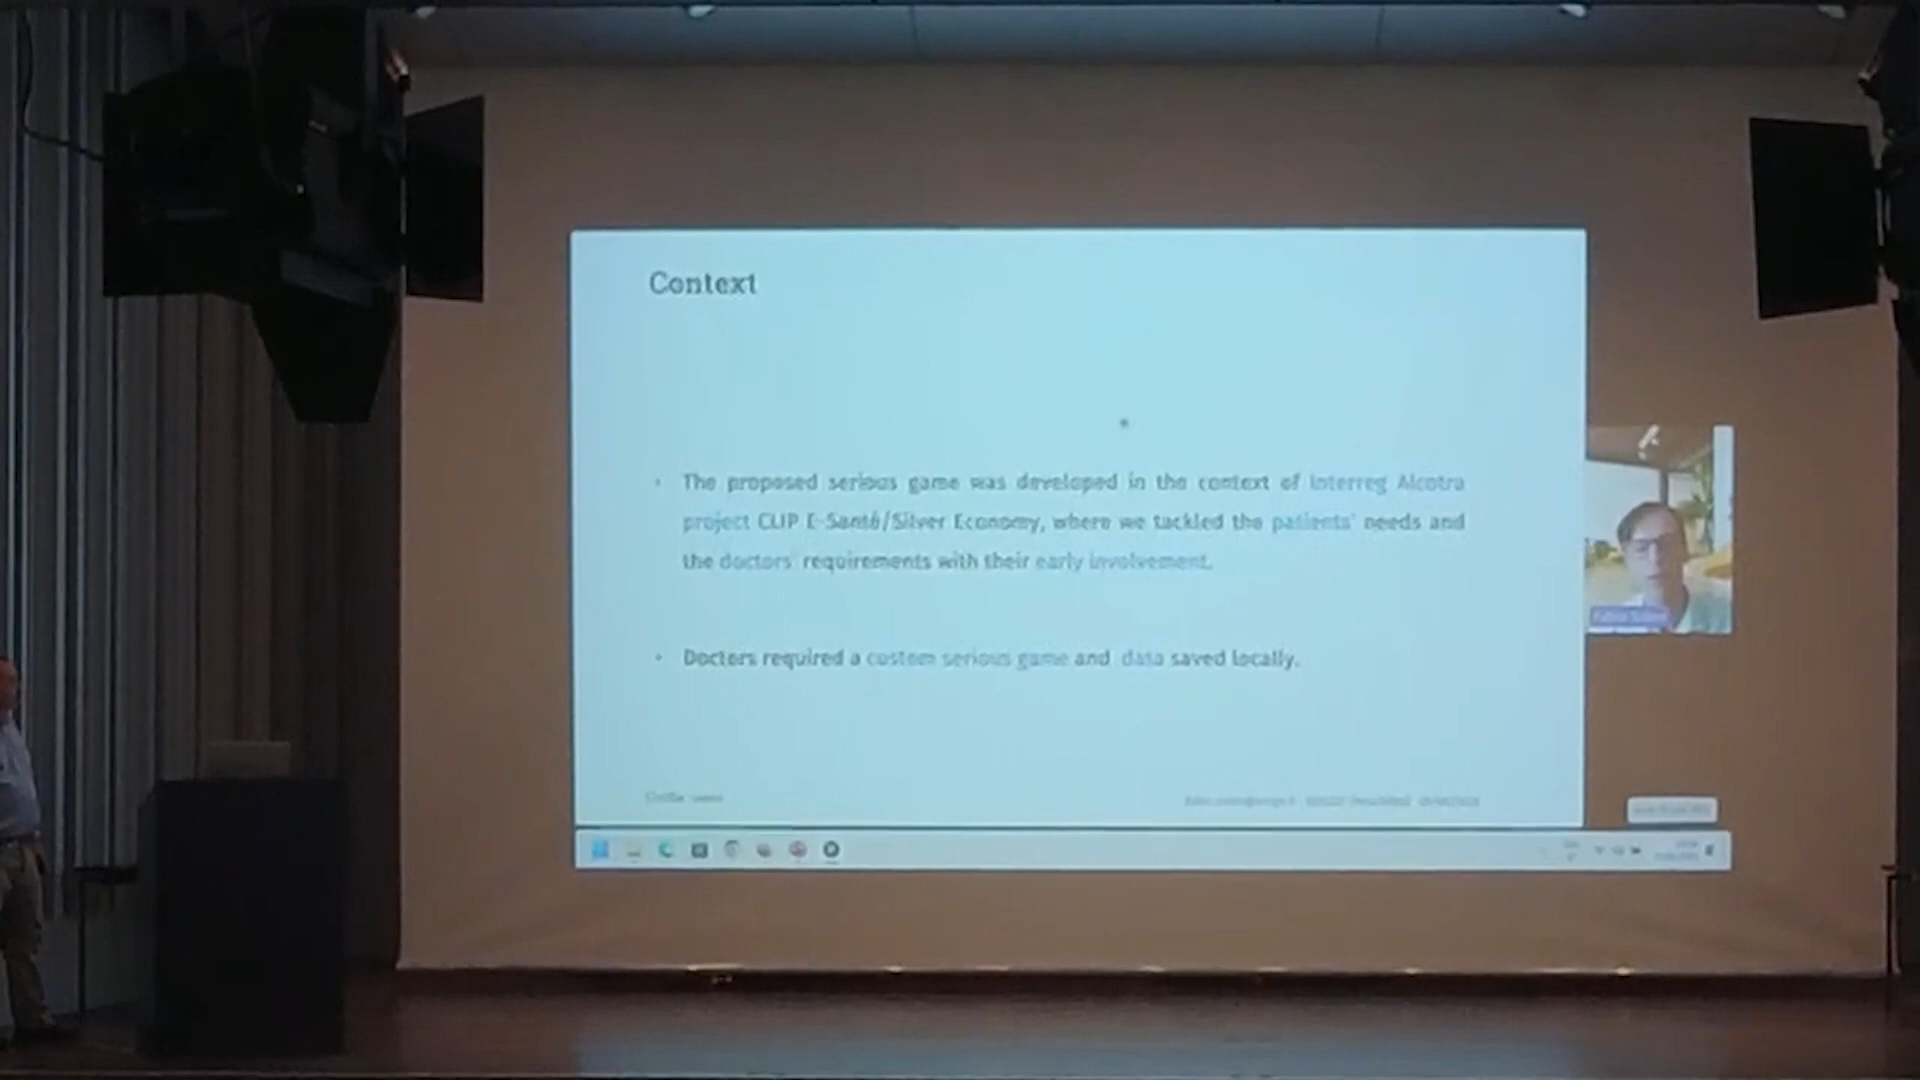 Context
• The proposed serious game was developed in the context of Interreg Alcotra
project CLIP E-Santé/Silver Economy, where we tackled the patients' needs and
the doctors' requirements with their early involvement.
• Doctors required a custom serious game and data saved locally.